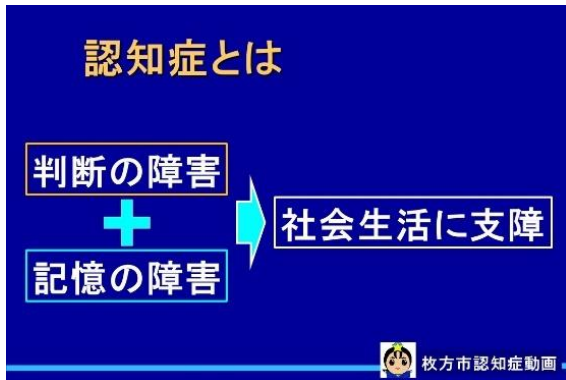 認知症とは
判断の障害
+
記憶の障害
社会生活に支障
枚方市認知症動画